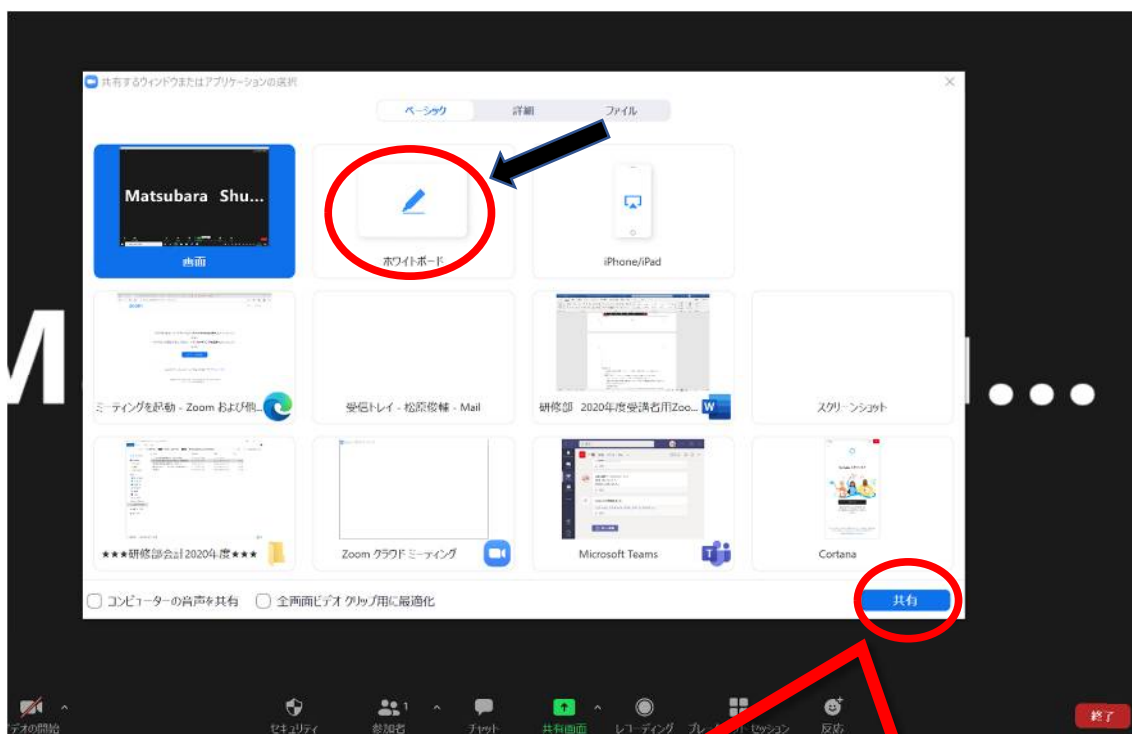 共有するウィンドウまたはアプリケーションの選択
ベーシック 詳細 ファイル
Matsubara Shu...
画面
ホワイトボード
iPhone/iPad
ミーティングを起動 - Zoom および他...
受信トレイ - 松原俊輔 - Mail
研修部 2020年度受講者用Zoo...
スクリーンショット
★★★研修部会計2020年度★★★
Zoom クラウド ミーティング
Microsoft Teams
Cortana
コンピューターの音声を共有 全画面ビデオ クリップ用に最適化
共有
セキュリティ 参加者 1 チャット 共有画面 レコーディング 反応
終了